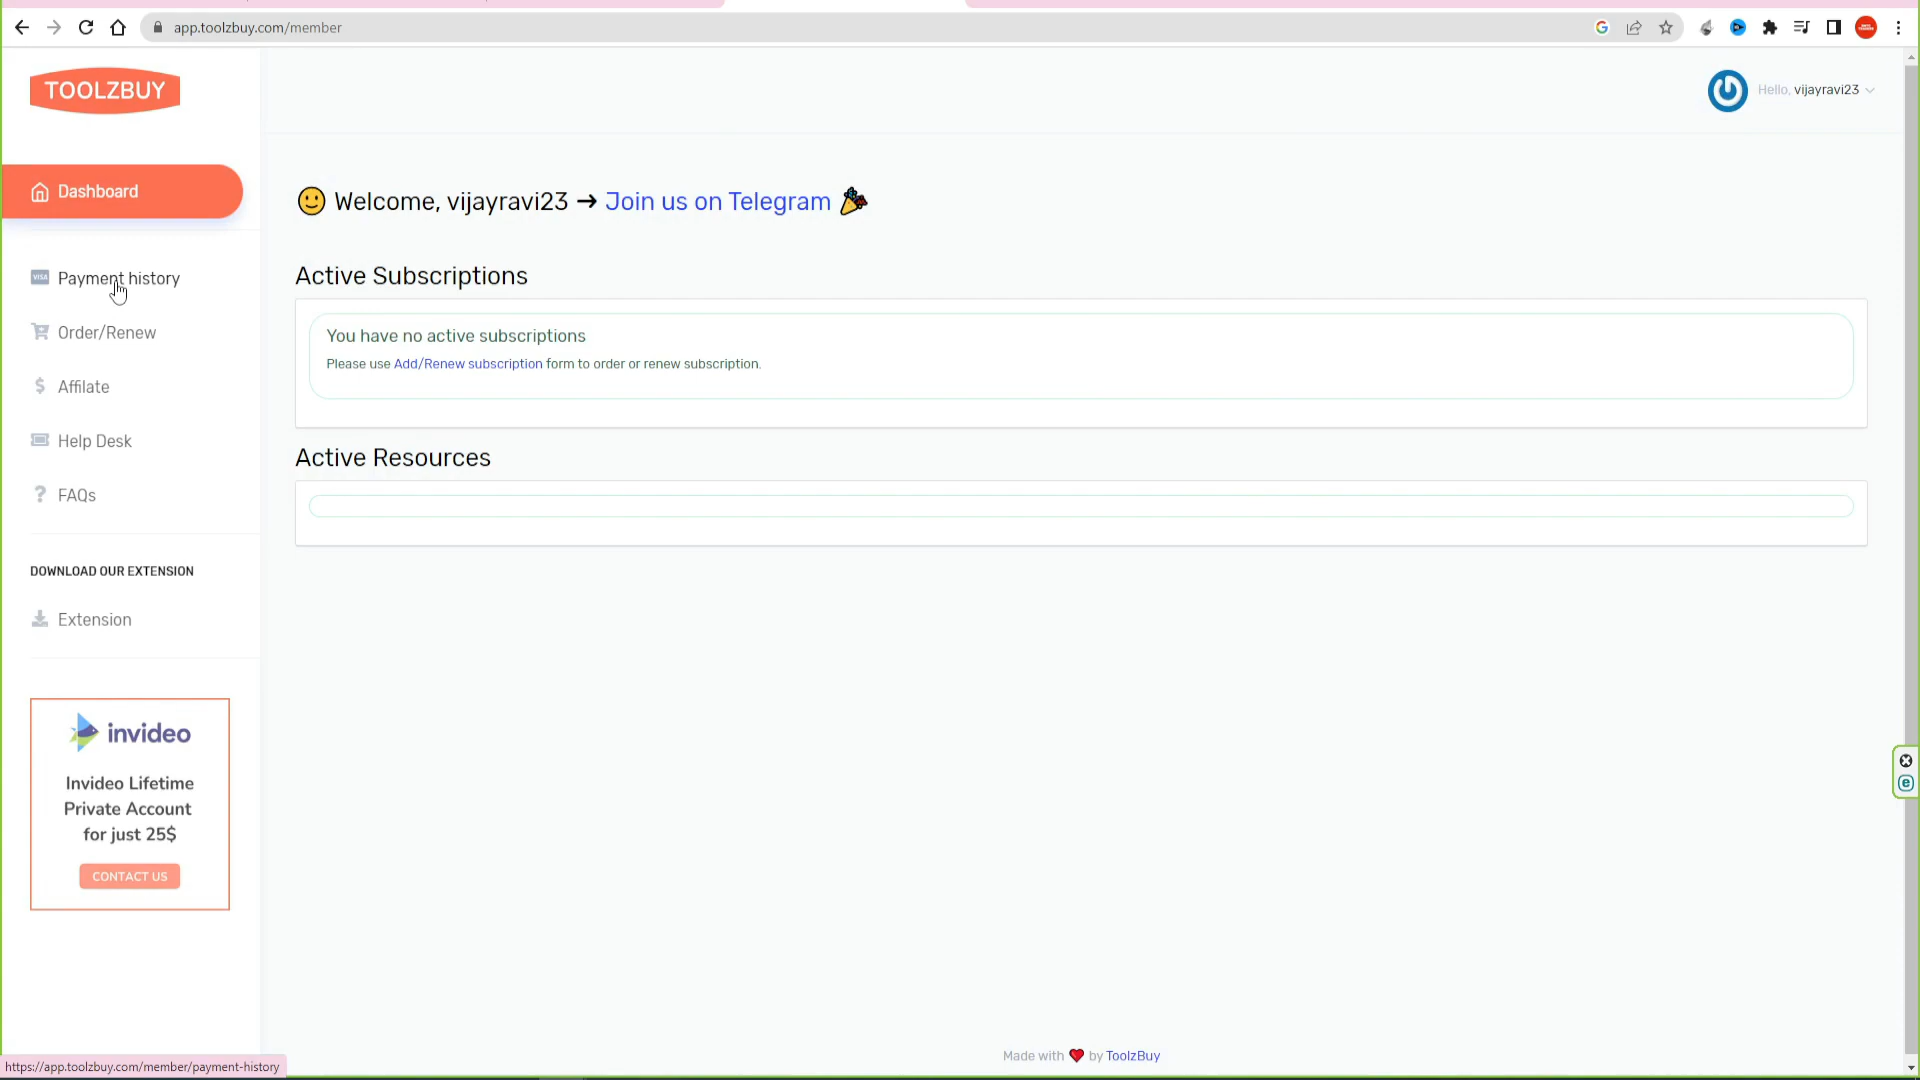 app.toolzbuy.com/member
TOOLZBUY
Hello, vijayravi23
Dashboard
Welcome, vijayravi23 → Join us on Telegram
VISA Payment history
Order/Renew
$ Affilate
Help Desk
? FAQs
DOWNLOAD OUR EXTENSION
Extension
invideo
Invideo Lifetime
Private Account
for just 25$
CONTACT US
Active Subscriptions
You have no active subscriptions
Please use Add/Renew subscription form to order or renew subscription.
Active Resources
Made with ❤ by ToolzBuy
https://app.toolzbuy.com/member/payment-history